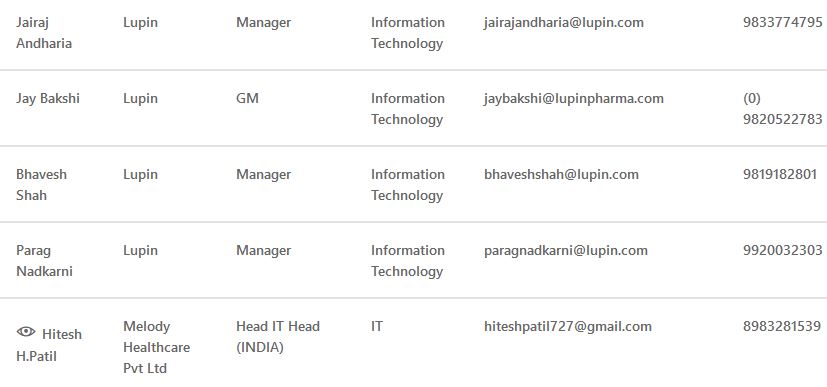 Jairaj Lupin Manager Information jairajandharia@lupin.com 9833774795
Andharia Technology
Jay Bakshi Lupin GM Information jaybakshi@lupinpharma.com (0)
Technology 9820522783
Bhavesh Lupin Manager Information bhaveshshah@lupin.com 9819182801
Shah Technology
Parag Lupin Manager Information paragnadkarni@lupin.com 9920032303
Nadkarni Technology
Hitesh Melody Head IT Head IT hiteshpatil727@gmail.com 8983281539
H.Patil Healthcare (INDIA)
Pvt Ltd